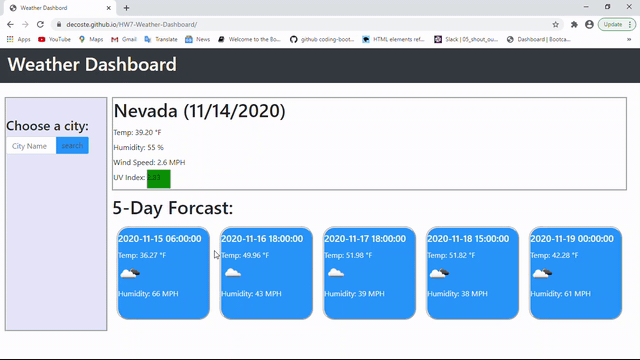 Weather Dashboard
decoste.github.io/HW7-Weather-Dashboard/
Update
Apps
YouTube
Maps
Gmail
Translate
News
Welcome to the Bo...
github coding-boot...
HTML elements ref...
Slack | 05_shout_ou...
Dashboard | Bootca...
Weather Dashboard
Choose a city:
City Name
search
Nevada (11/14/2020)
Temp: 39.20 °F
Humidity: 55 %
Wind Speed: 2.6 MPH
UV Index:
5-Day Forcast:
2020-11-15 06:00:00
Temp: 36.27 °F
Humidity: 66 MPH
2020-11-16 18:00:00
Temp: 49.96 °F
Humidity: 43 MPH
2020-11-17 18:00:00
Temp: 51.98 °F
Humidity: 39 MPH
2020-11-18 15:00:00
Temp: 51.82 °F
Humidity: 38 MPH
2020-11-19 00:00:00
Temp: 42.28 °F
Humidity: 61 MPH